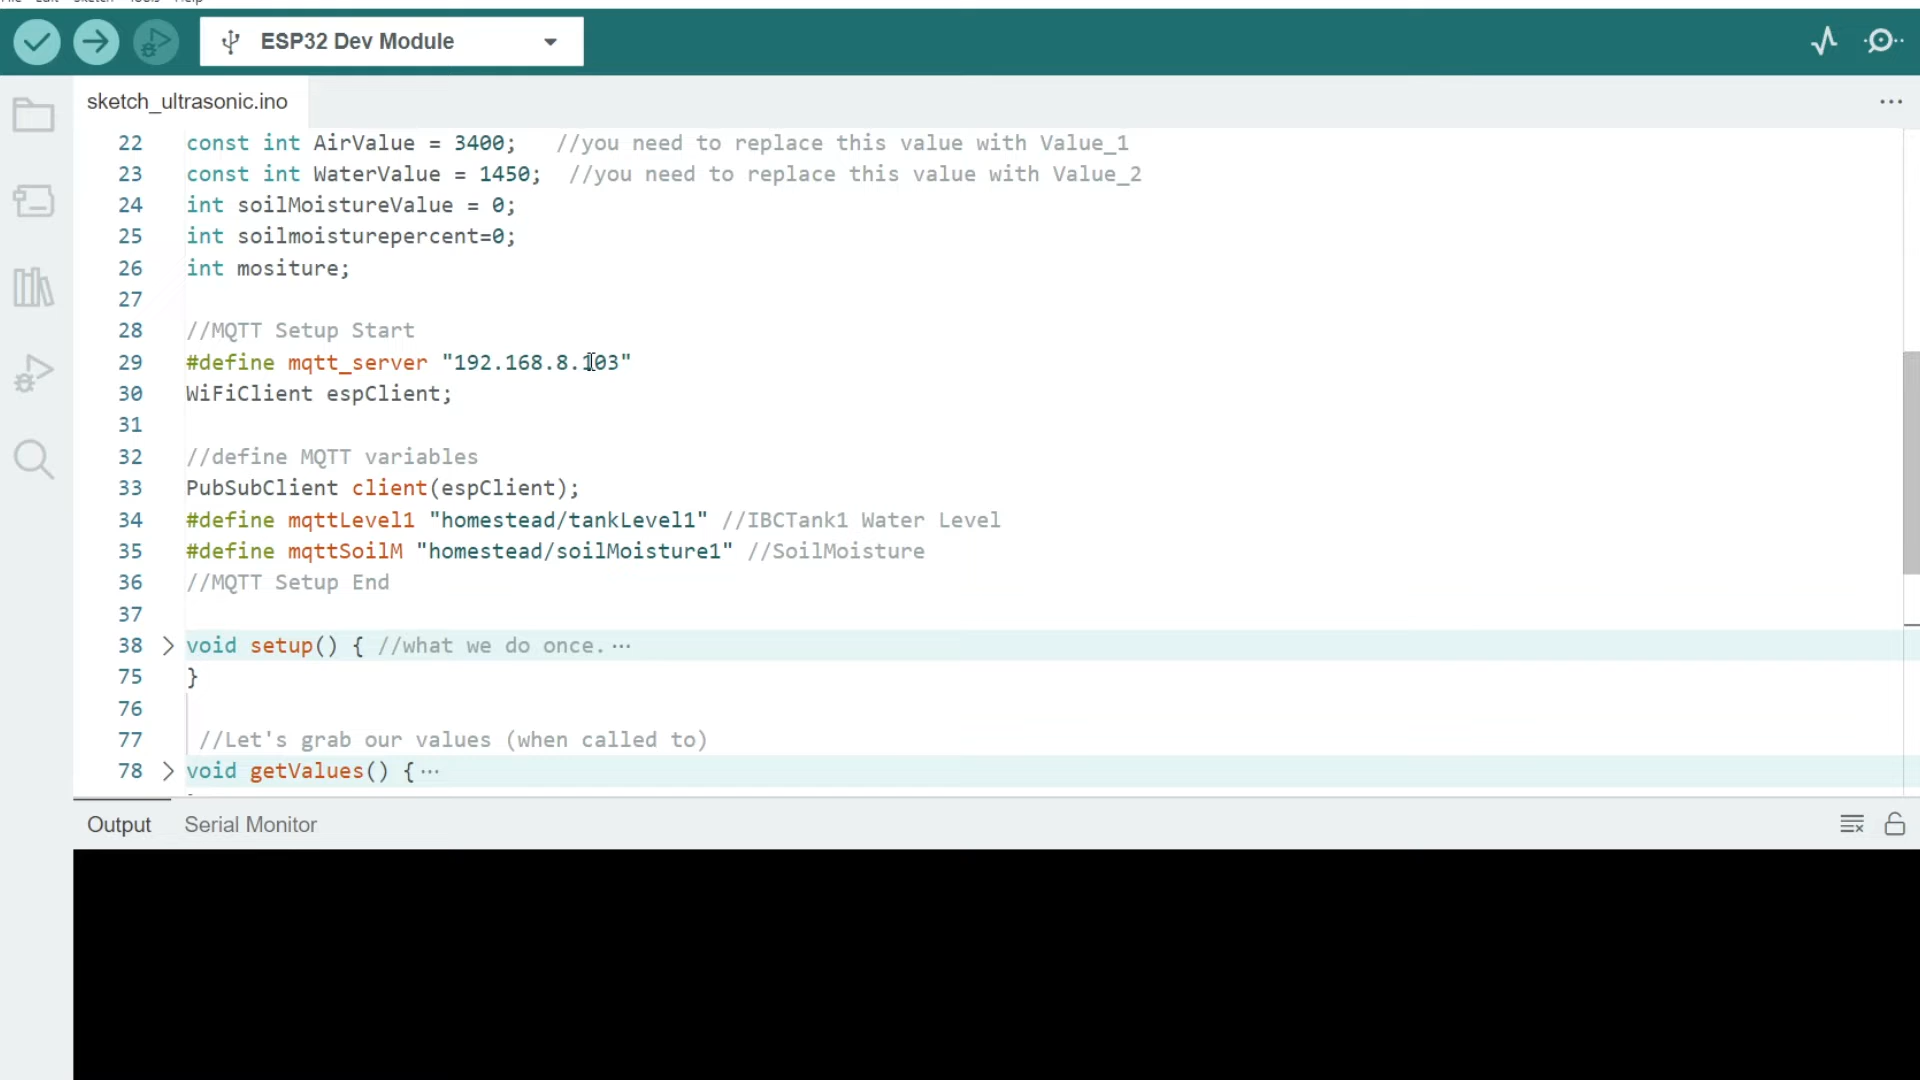 File Edit Sketch Tools Help
ESP32 Dev Module
sketch_ultrasonic.ino
22 const int AirValue = 3400; //you need to replace this value with Value_1
23 const int WaterValue = 1450; //you need to replace this value with Value_2
24 int soilMoistureValue = 0;
25 int soilmoisturepercent=0;
26 int mositure;
27
28 //MQTT Setup Start
29 #define mqtt_server "192.168.8.103"
30 WiFiClient espClient;
31
32 //define MQTT variables
33 PubSubClient client(espClient);
34 #define mqttLevel1 "homestead/tankLevel1" //IBCTank1 Water Level
35 #define mqttSoilM "homestead/soilMoisture1" //SoilMoisture
36 //MQTT Setup End
37
38 void setup() { //what we do once. ···
75 }
76
77 //Let's grab our values (when called to)
78 void getValues() { ···
Output Serial Monitor